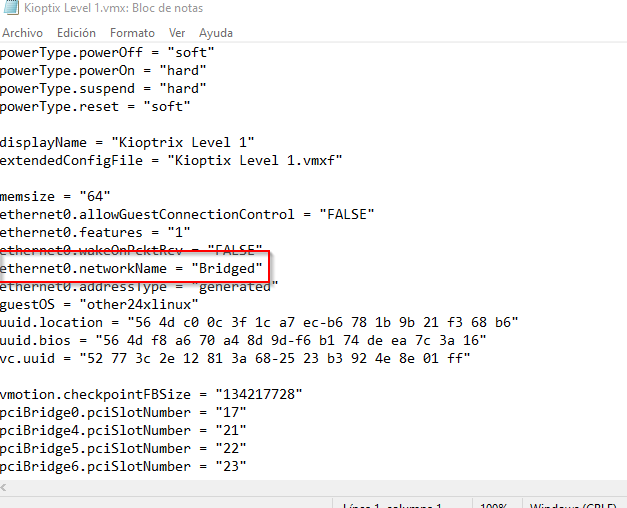 Kioptix Level 1.vmx: Bloc de notas
Archivo Edición Formato Ver Ayuda
powerType.powerOff = "soft"
powerType.powerOn = "hard"
powerType.suspend = "hard"
powerType.reset = "soft"
displayName = "Kioptrix Level 1"
extendedConfigFile = "Kioptix Level 1.vmxf"
memsize = "64"
ethernet0.allowGuestConnectionControl = "FALSE"
ethernet0.features = "1"
ethernet0.wakeOnPcktRcv = "FALSE"
ethernet0.networkName = "Bridged"
ethernet0.addressType = "generated"
guestOS = "other24xlinux"
uuid.location = "56 4d c0 0c 3f 1c a7 ec-b6 78 1b 9b 21 f3 68 b6"
uuid.bios = "56 4d f8 a6 70 a4 8d 9d-f6 b1 74 de ea 7c 3a 16"
vc.uuid = "52 77 3c 2e 12 81 3a 68-25 23 b3 92 4e 8e 01 ff"
vmotion.checkpointFBSize = "134217728"
pciBridge0.pciSlotNumber = "17"
pciBridge4.pciSlotNumber = "21"
pciBridge5.pciSlotNumber = "22"
pciBridge6.pciSlotNumber = "23"
Línea 1, columna 1 100% Windows (CRLF)